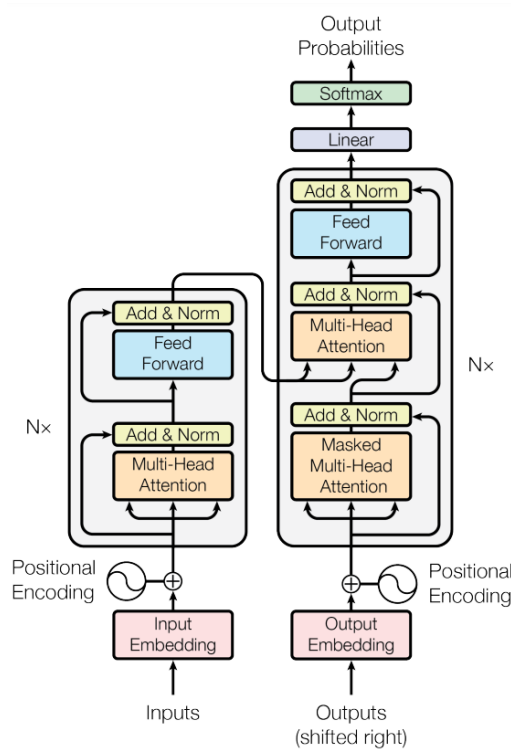 Output
Probabilities
Softmax
Linear
Add & Norm
Feed
Forward
Add & Norm
Multi-Head
Attention
Add & Norm
Masked
Multi-Head
Attention
N×
Add & Norm
Feed
Forward
Add & Norm
Multi-Head
Attention
N×
Positional
Encoding
Positional
Encoding
Input
Embedding
Output
Embedding
Inputs
Outputs
(shifted right)